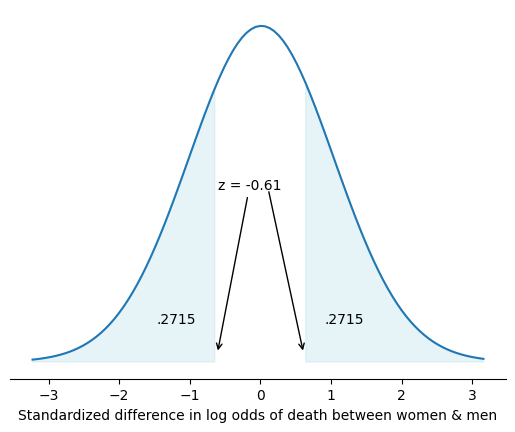 z = -0.61
.2715 .2715
−3 −2 −1 0 1 2 3
Standardized difference in log odds of death between women & men